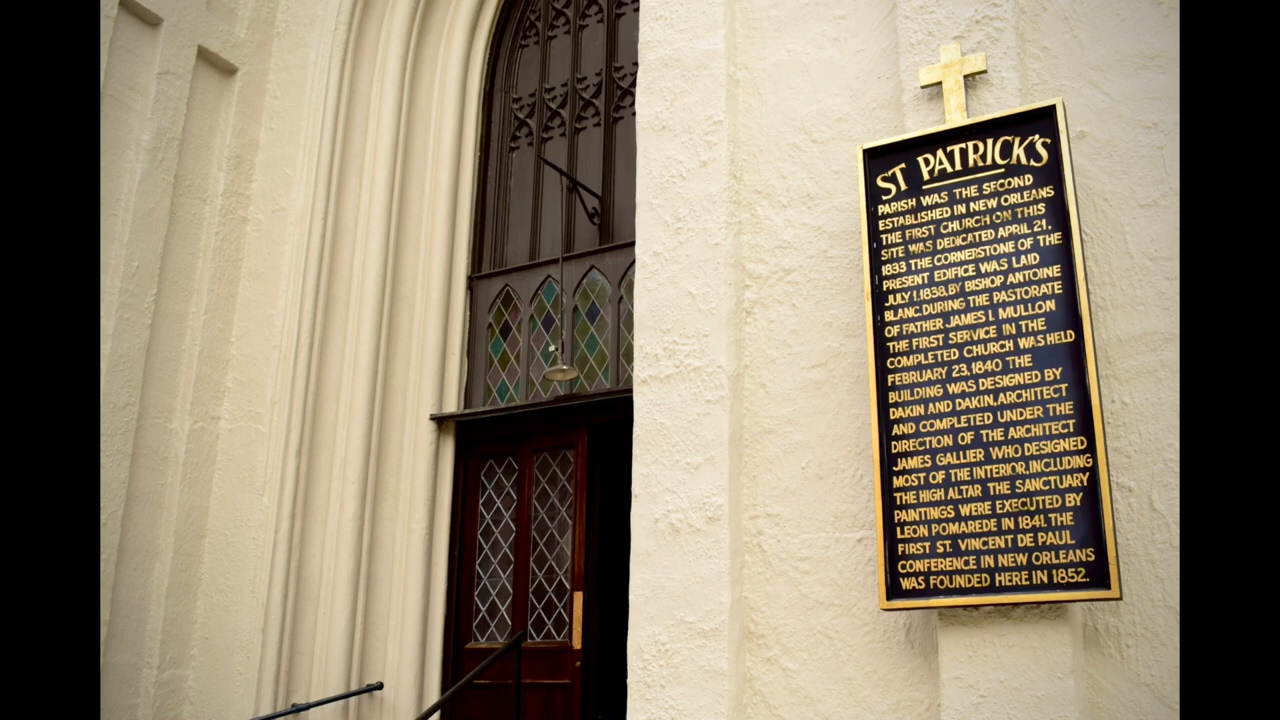 ST PATRICK'S
PARISH WAS THE SECOND
ESTABLISHED IN NEW ORLEANS
THE FIRST CHURCH ON THIS
SITE WAS DEDICATED APRIL 21,
1833 THE CORNERSTONE OF THE
PRESENT EDIFICE WAS LAID
JULY 1,1838,BY BISHOP ANTOINE
BLANC.DURING THE PASTORATE
OF FATHER JAMES I. MULLON
THE FIRST SERVICE IN THE
COMPLETED CHURCH WAS HELD
FEBRUARY 23,1840 THE
BUILDING WAS DESIGNED BY
DAKIN AND DAKIN,ARCHITECT
AND COMPLETED UNDER THE
DIRECTION OF THE ARCHITECT
JAMES GALLIER WHO DESIGNED
MOST OF THE INTERIOR,INCLUDING
THE HIGH ALTAR THE SANCTUARY
PAINTINGS WERE EXECUTED BY
LEON POMAREDE IN 1841. THE
FIRST ST. VINCENT DE PAUL
CONFERENCE IN NEW ORLEANS
WAS FOUNDED HERE IN 1852.